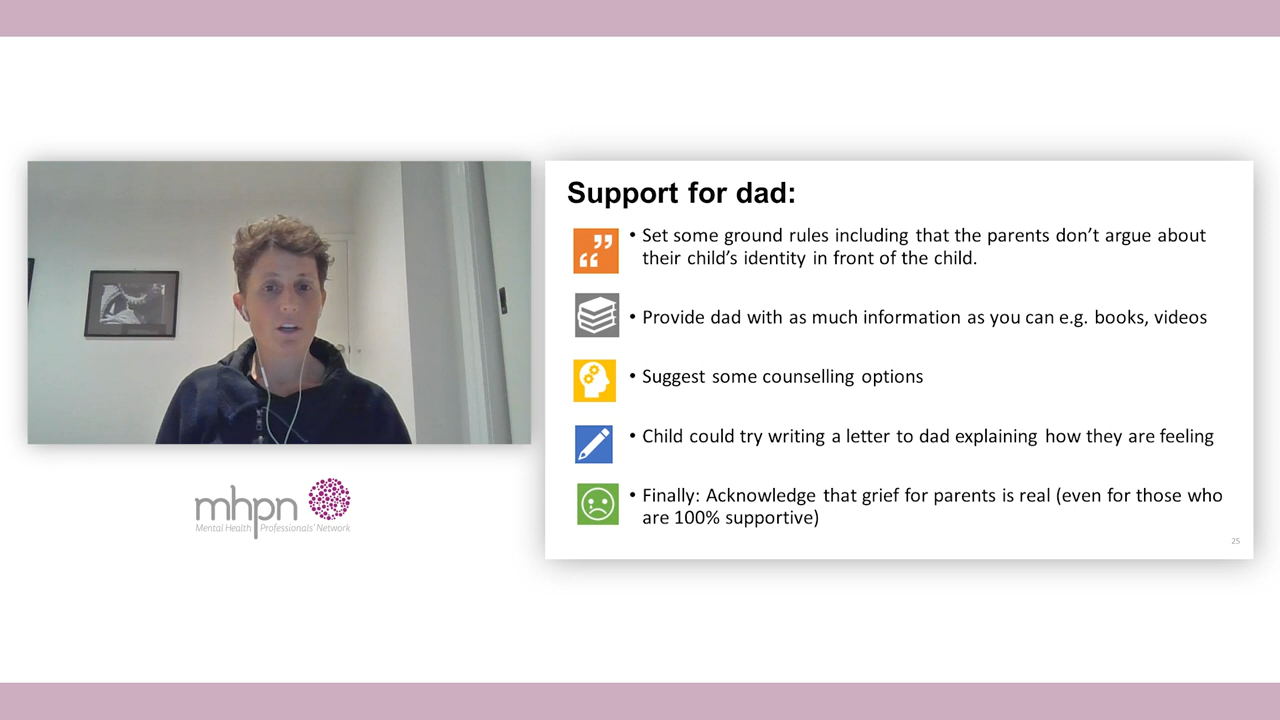 Support for dad:
• Set some ground rules including that the parents don't argue about
their child's identity in front of the child.
• Provide dad with as much information as you can e.g. books, videos
• Suggest some counselling options
• Child could try writing a letter to dad explaining how they are feeling
• Finally: Acknowledge that grief for parents is real (even for those who
are 100% supportive)
25
mhpn
Mental Health Professionals' Network